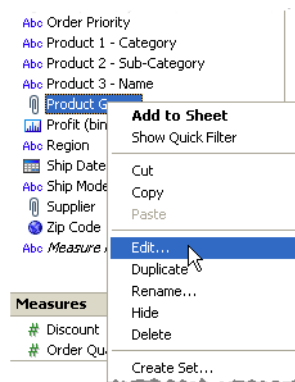 Abc Order Priority
Abc Product 1 - Category
Abc Product 2 - Sub-Category
Abc Product 3 - Name
Product
Profit (bin
Abc Region
Ship Date
Abc Ship Mode
Supplier
Zip Code
Abc Measure
Measures
# Discount
# Order
Add to Sheet
Show Quick Filter
Cut
Copy
Paste
Edit...
Duplicate
Rename...
Hide
Delete
Create Set...